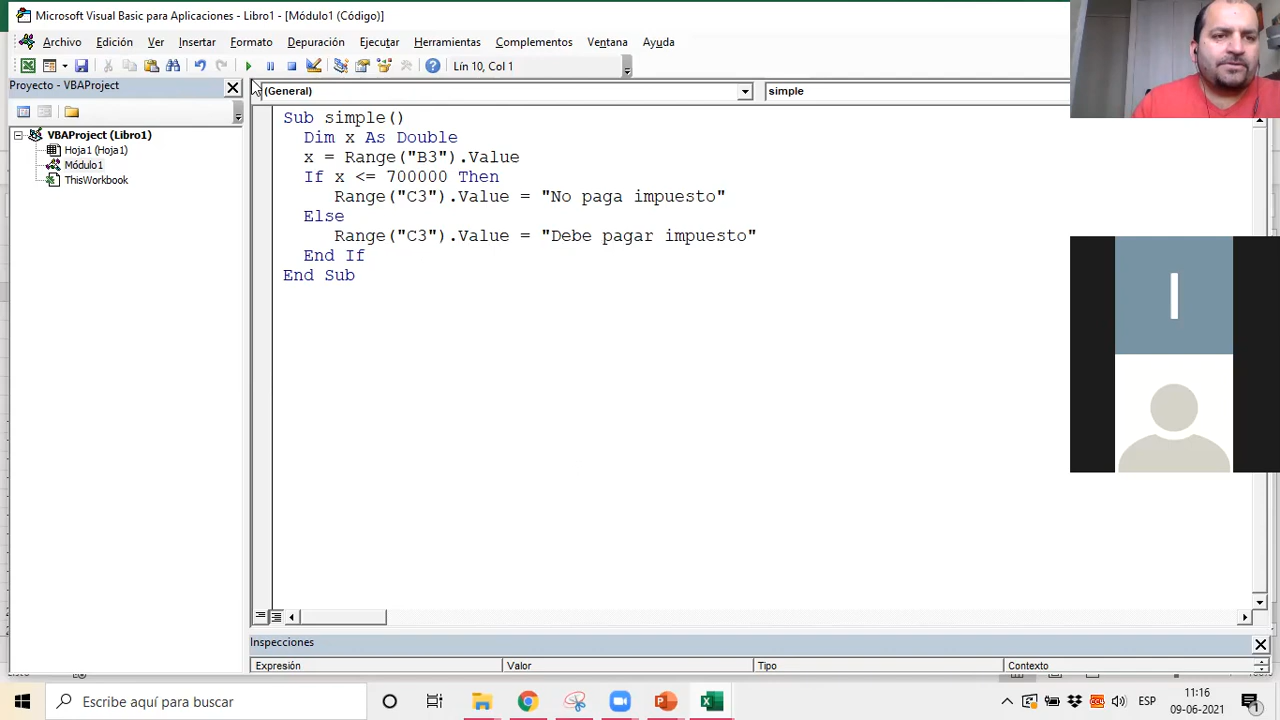 Microsoft Visual Basic para Aplicaciones - Libro1 - [Módulo1 (Código)]
Archivo Edición Ver Insertar Formato Depuración Ejecutar Herramientas Complementos Ventana Ayuda
Lín 10, Col 1
Proyecto - VBAProject
(General) simple
VBAProject (Libro1)
Hoja1 (Hoja1)
Módulo1
ThisWorkbook
Sub simple()
Dim x As Double
x = Range("B3").Value
If x <= 700000 Then
Range("C3").Value = "No paga impuesto"
Else
Range("C3").Value = "Debe pagar impuesto"
End If
End Sub
I
Inspecciones
Expresión Valor Tipo Contexto
Escribe aquí para buscar
ESP
11:16
09-06-2021
1